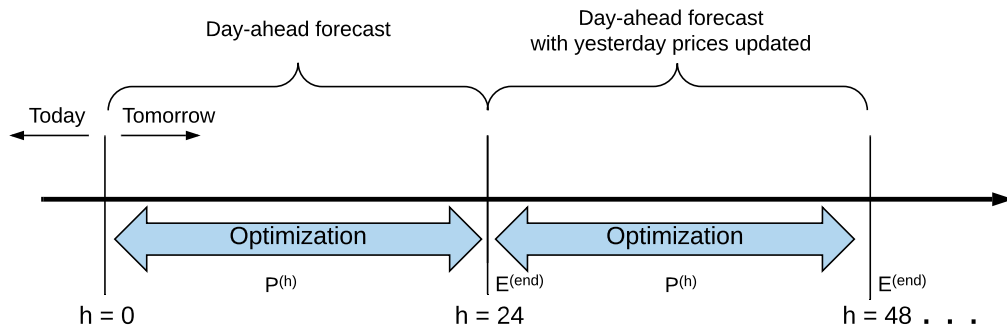 Day-ahead forecast
Day-ahead forecast
with yesterday prices updated
Today
Tomorrow
Optimization
Optimization
P(h)
E(end)
P(h)
E(end)
h = 0
h = 24
h = 48 . . .